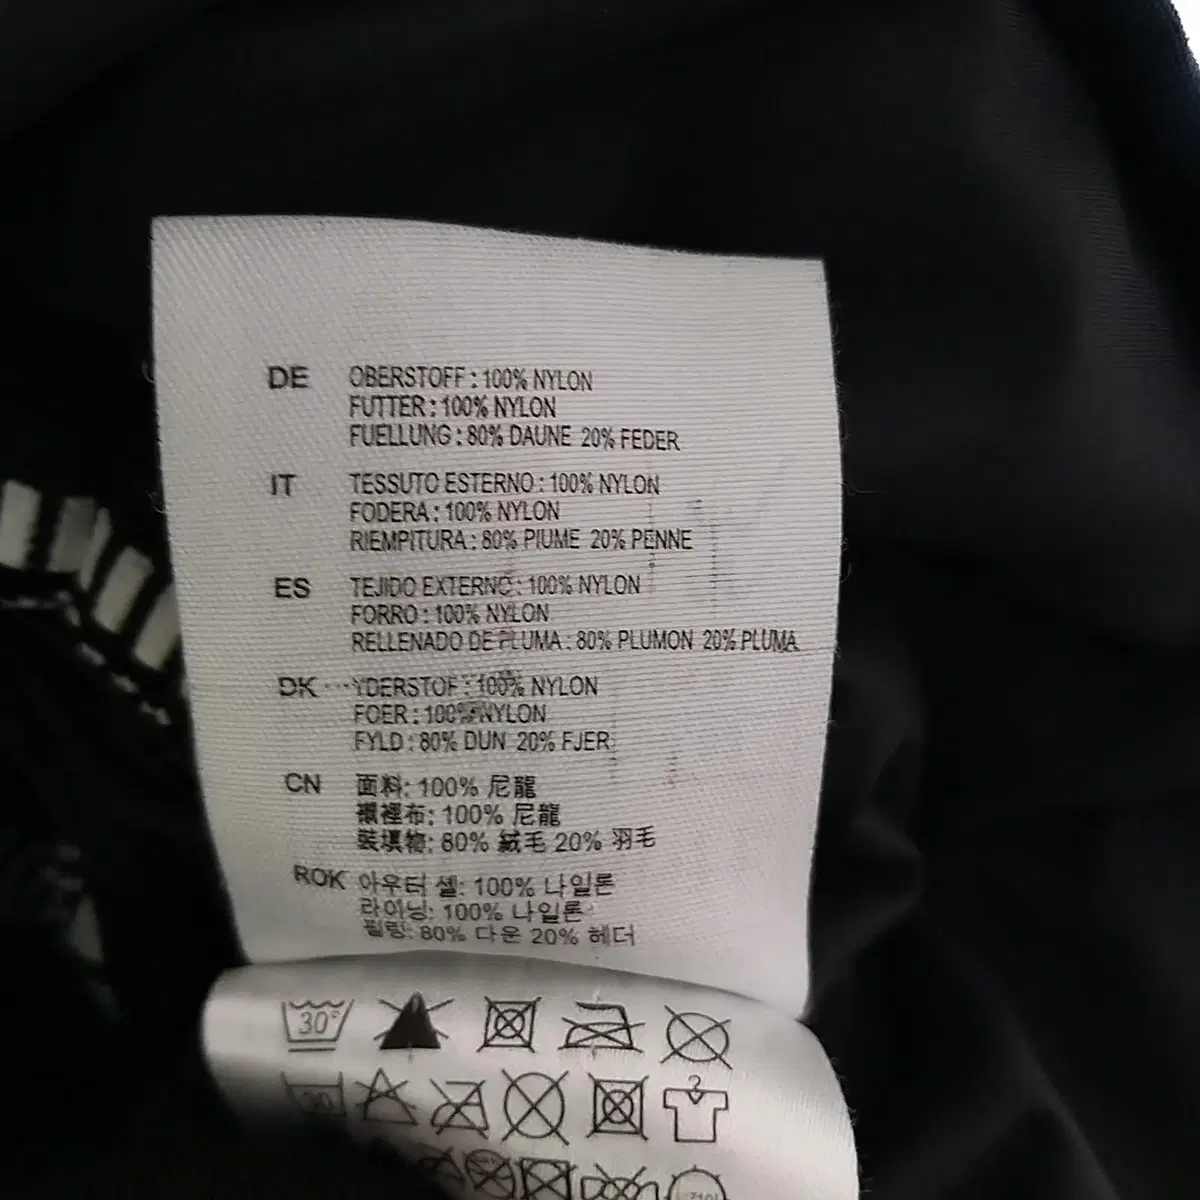 DE OBERSTOFF : 100% NYLON
FUTTER : 100% NYLON
FUELLUNG : 80% DAUNE 20% FEDER
IT TESSUTO ESTERNO : 100% NYLON
FODERA : 100% NYLON
RIEMPITURA : 80% PIUME 20% PENNE
ES TEJIDO EXTERNO : 100% NYLON
FORRO : 100% NYLON
RELLENADO DE PLUMA : 80% PLUMON 20% PLUMA
DK YDERSTOF : 100% NYLON
FOER : 100% NYLON
FYLD : 80% DUN 20% FJER
CN 面料: 100% 尼龍
襯裡布: 100% 尼龍
裝填物: 80% 絨毛 20% 羽毛
ROK 아우터 셸: 100% 나일론
라이닝: 100% 나일론
필링: 80% 다운 20% 헤더
30°
30